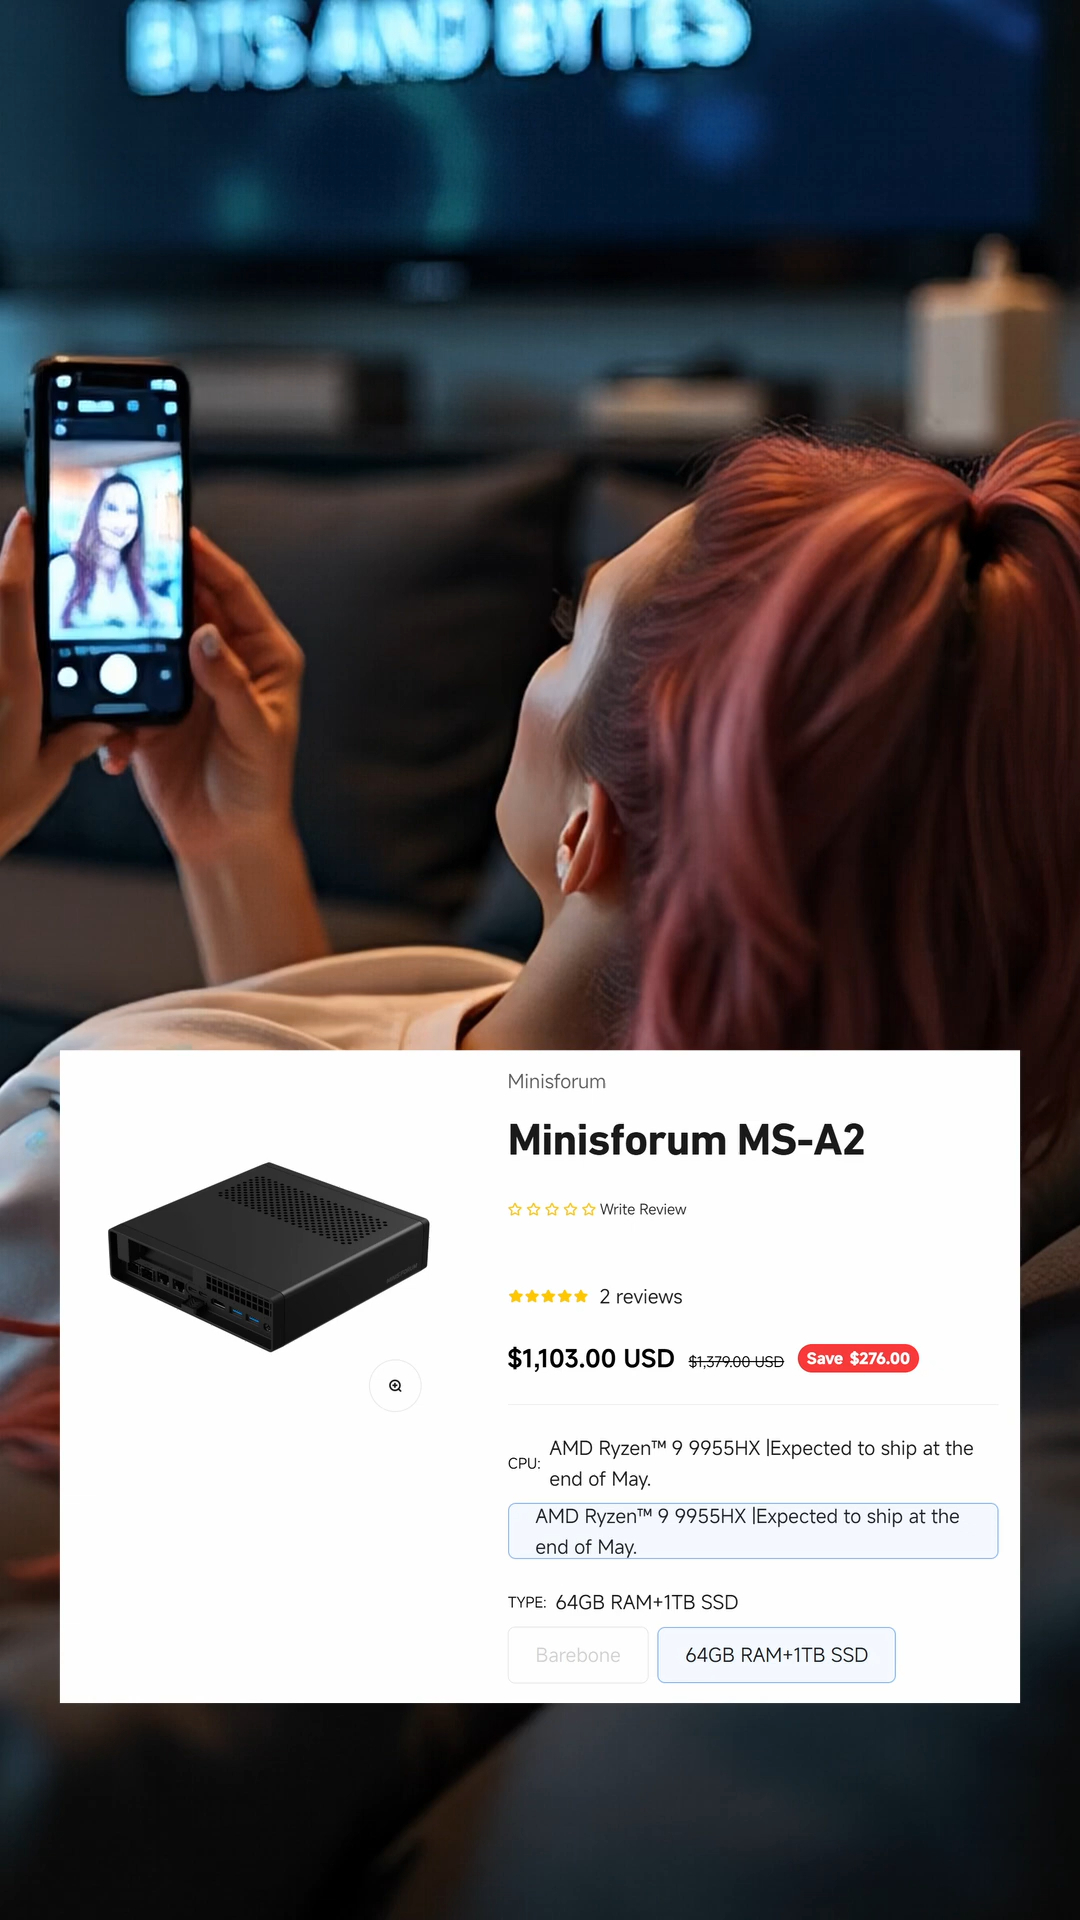 BITS AND BYTES
Minisforum
Minisforum MS-A2
Write Review
2 reviews
$1,103.00 USD $1,379.00 USD Save $276.00
CPU: AMD Ryzen™ 9 9955HX |Expected to ship at the
end of May.
AMD Ryzen™ 9 9955HX |Expected to ship at the
end of May.
TYPE: 64GB RAM+1TB SSD
Barebone 64GB RAM+1TB SSD